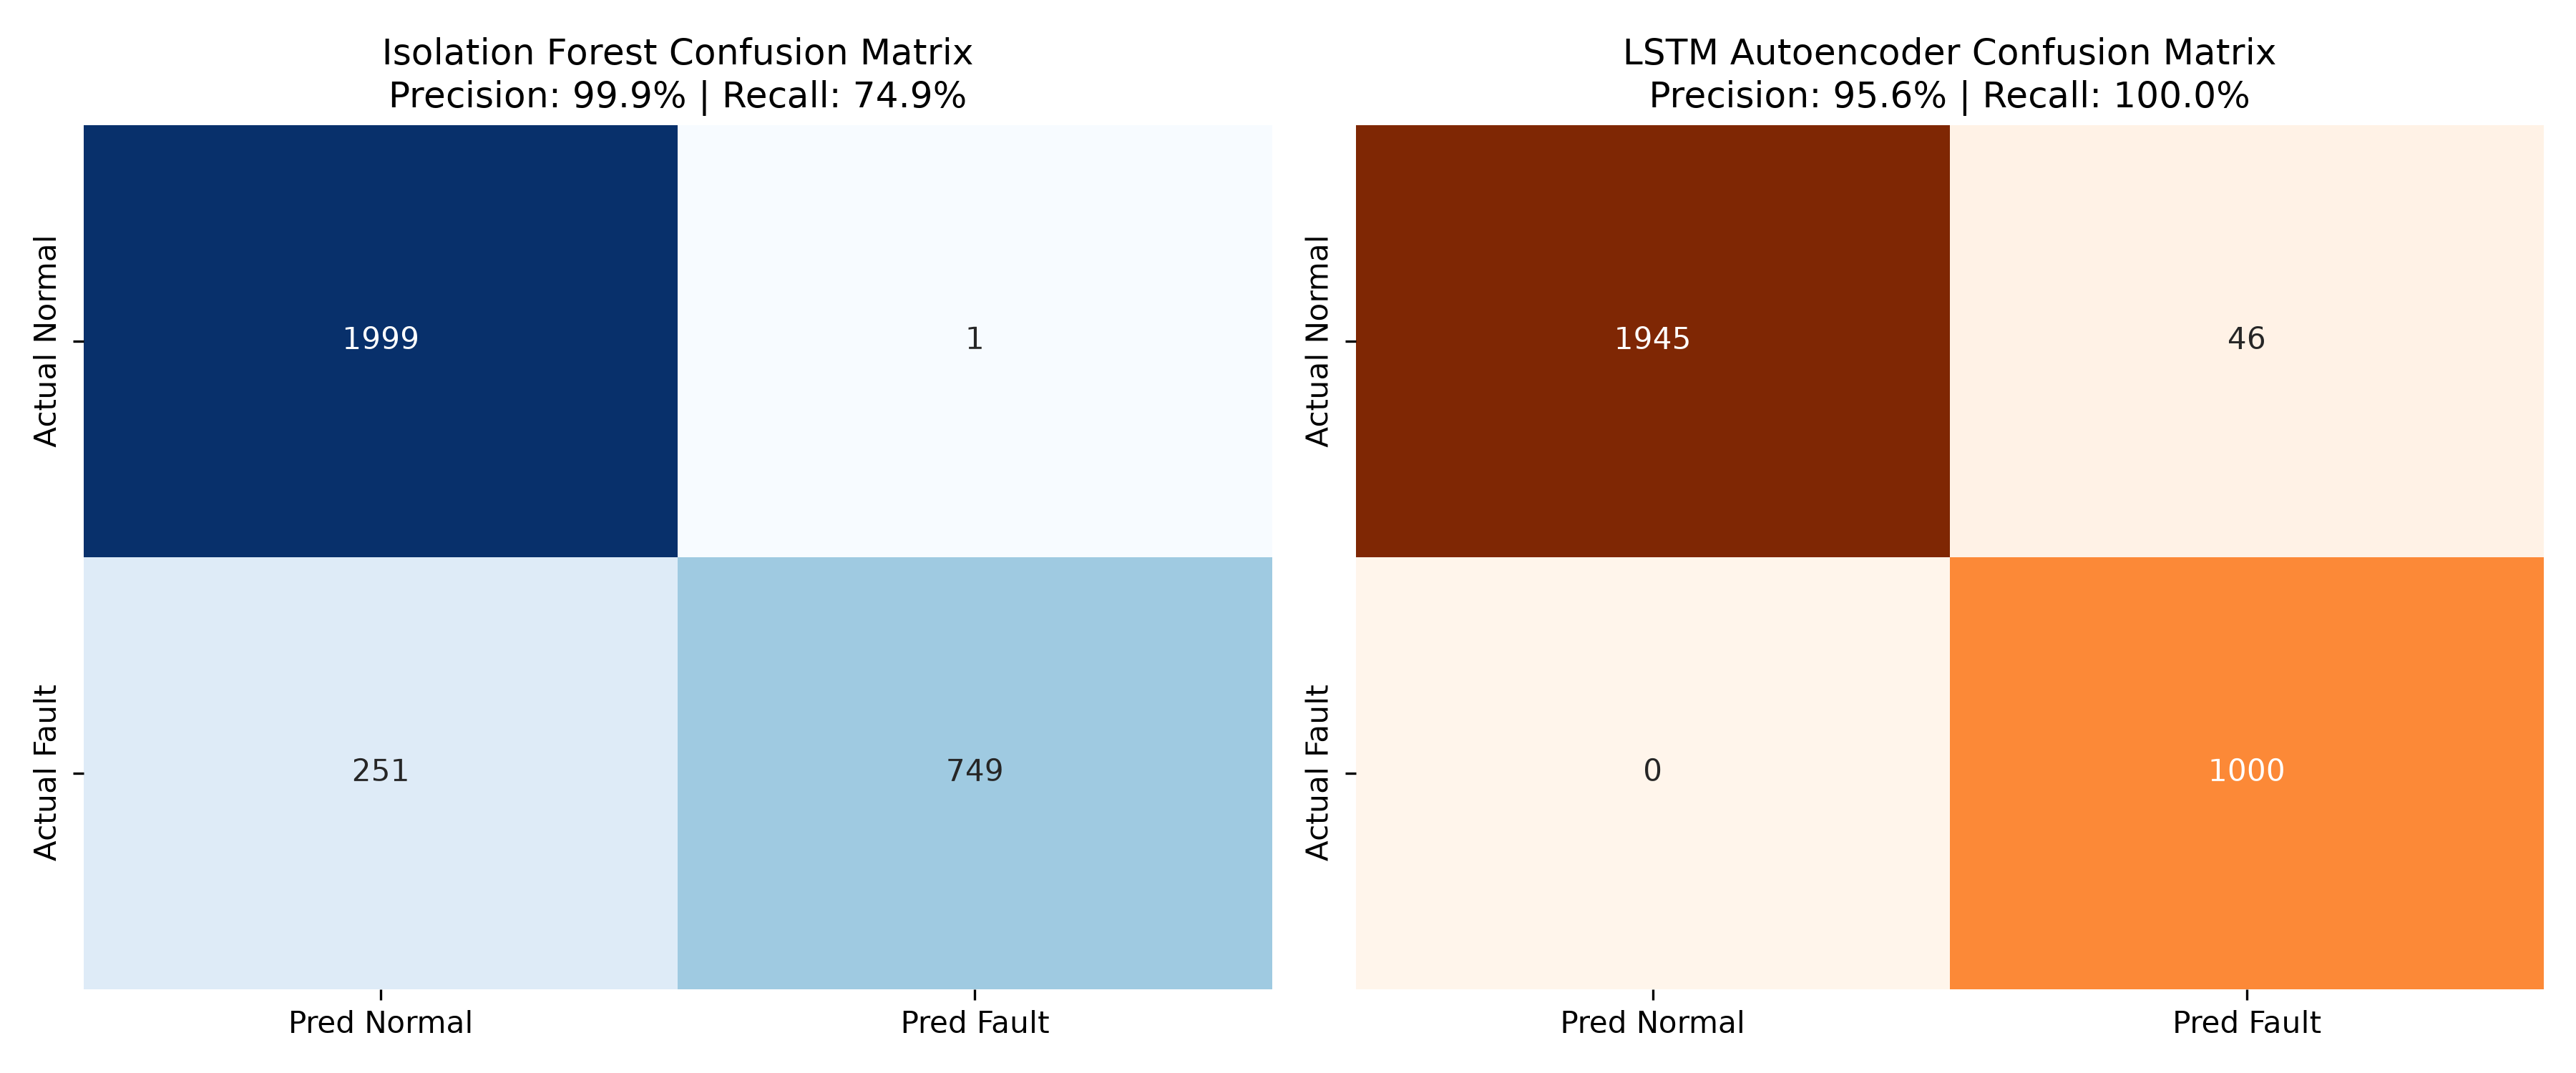 Isolation Forest Confusion Matrix
Precision: 99.9% | Recall: 74.9%
Actual Normal
1999
1
Actual Fault
251
749
Pred Normal
Pred Fault
LSTM Autoencoder Confusion Matrix
Precision: 95.6% | Recall: 100.0%
Actual Normal
1945
46
Actual Fault
0
1000
Pred Normal
Pred Fault